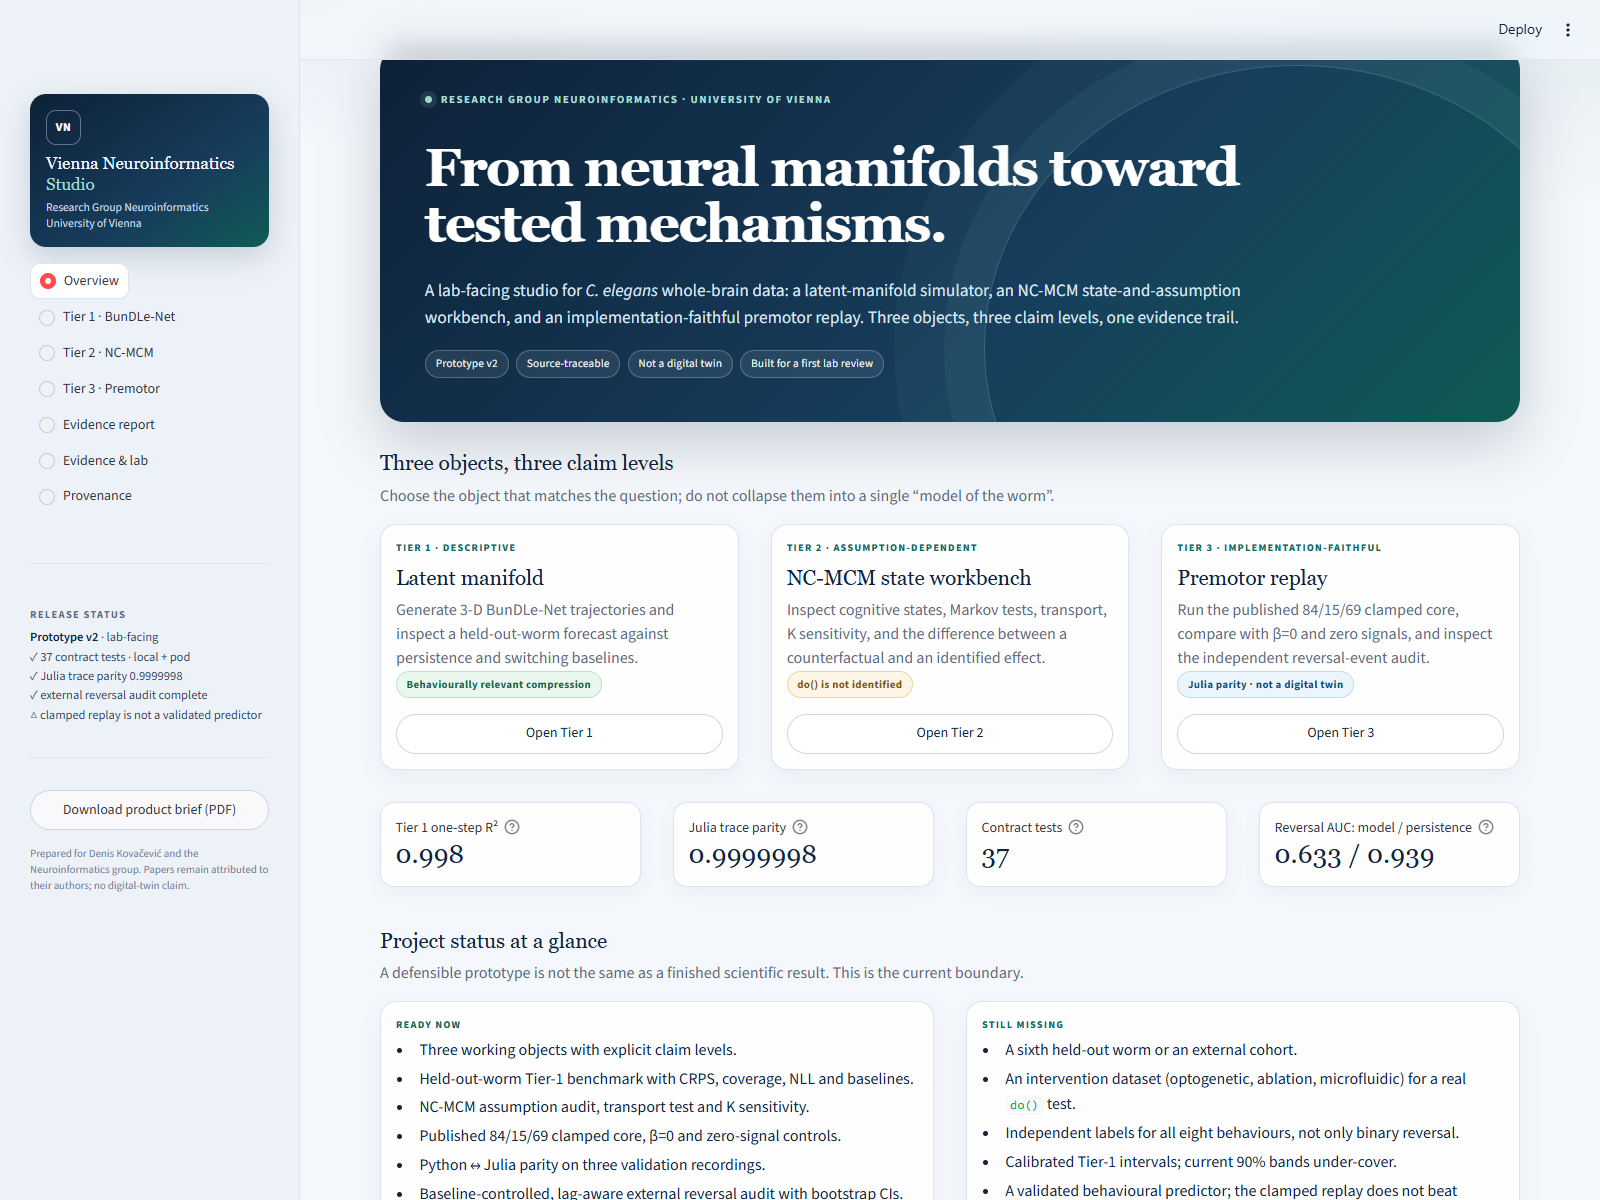 Deploy
VN
Vienna Neuroinformatics
Studio
Research Group Neuroinformatics
University of Vienna
Overview
Tier 1 · BunDLe-Net
Tier 2 · NC-MCM
Tier 3 · Premotor
Evidence report
Evidence & lab
Provenance
RELEASE STATUS
Prototype v2 · lab-facing
✓ 37 contract tests · local + pod
✓ Julia trace parity 0.9999998
✓ external reversal audit complete
△ clamped replay is not a validated predictor
Download product brief (PDF)
Prepared for Denis Kovačević and the
Neuroinformatics group. Papers remain attributed to
their authors; no digital-twin claim.
RESEARCH GROUP NEUROINFORMATICS · UNIVERSITY OF VIENNA
From neural manifolds toward
tested mechanisms.
A lab-facing studio for C. elegans whole-brain data: a latent-manifold simulator, an NC-MCM state-and-assumption
workbench, and an implementation-faithful premotor replay. Three objects, three claim levels, one evidence trail.
Prototype v2
Source-traceable
Not a digital twin
Built for a first lab review
Three objects, three claim levels
Choose the object that matches the question; do not collapse them into a single “model of the worm”.
TIER 1 · DESCRIPTIVE
Latent manifold
Generate 3-D BunDLe-Net trajectories and
inspect a held-out-worm forecast against
persistence and switching baselines.
Behaviourally relevant compression
Open Tier 1
TIER 2 · ASSUMPTION-DEPENDENT
NC-MCM state workbench
Inspect cognitive states, Markov tests, transport,
K sensitivity, and the difference between a
counterfactual and an identified effect.
do() is not identified
Open Tier 2
TIER 3 · IMPLEMENTATION-FAITHFUL
Premotor replay
Run the published 84/15/69 clamped core,
compare with β=0 and zero signals, and inspect
the independent reversal-event audit.
Julia parity · not a digital twin
Open Tier 3
Tier 1 one-step R²
0.998
Julia trace parity
0.9999998
Contract tests
37
Reversal AUC: model / persistence
0.633 / 0.939
Project status at a glance
A defensible prototype is not the same as a finished scientific result. This is the current boundary.
READY NOW
Three working objects with explicit claim levels.
Held-out-worm Tier-1 benchmark with CRPS, coverage, NLL and baselines.
NC-MCM assumption audit, transport test and K sensitivity.
Published 84/15/69 clamped core, β=0 and zero-signal controls.
Python ↔ Julia parity on three validation recordings.
Baseline-controlled, lag-aware external reversal audit with bootstrap CIs.
STILL MISSING
A sixth held-out worm or an external cohort.
An intervention dataset (optogenetic, ablation, microfluidic) for a real
do() test.
Independent labels for all eight behaviours, not only binary reversal.
Calibrated Tier-1 intervals; current 90% bands under-cover.
A validated behavioural predictor; the clamped replay does not beat